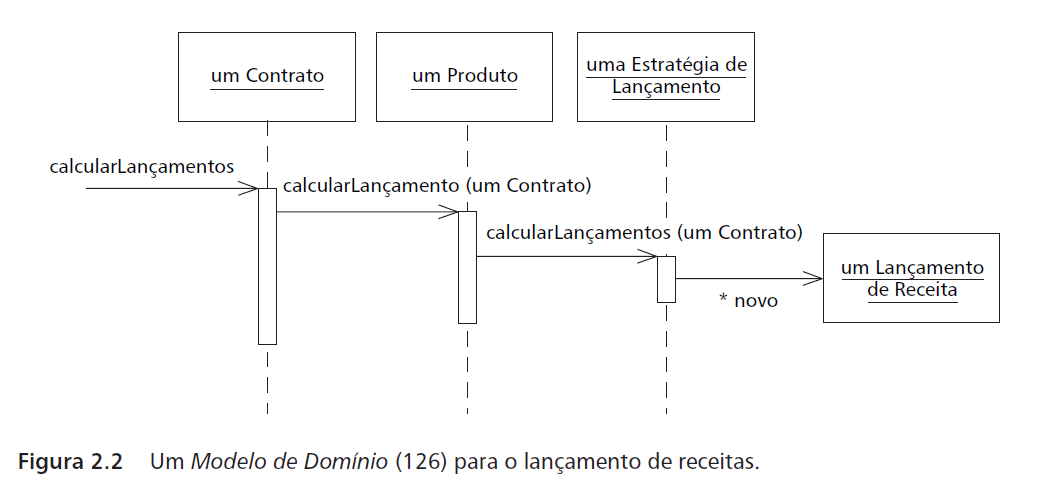 um Contrato
um Produto
uma Estratégia de
Lançamento
calcularLançamentos
calcularLançamento (um Contrato)
calcularLançamentos (um Contrato)
um Lançamento
de Receita
* novo
Figura 2.2 Um Modelo de Domínio (126) para o lançamento de receitas.